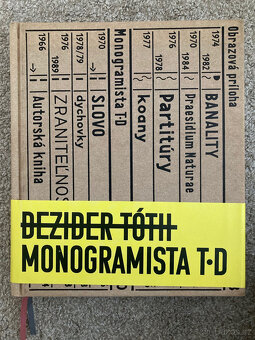 Obrazová príloha
1974 1982 BANALITY
1970 1984 Praesidium Naturae
1976 1978 Partitúry
1977 koany
Monogramista T·D
1970 → SLOVO
1978/79 dychovky
1976 1989 ZRANITEĽNOS
1966 → Autorská kniha
DEZIDER TÓTH
MONOGRAMISTA T·D